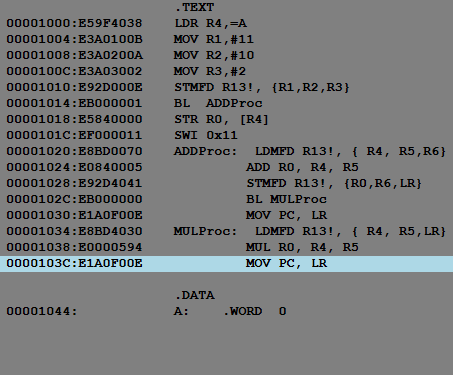 .TEXT
00001000:E59F4038 LDR R4,=A
00001004:E3A0100B MOV R1,#11
00001008:E3A0200A MOV R2,#10
0000100C:E3A03002 MOV R3,#2
00001010:E92D000E STMFD R13!, {R1,R2,R3}
00001014:EB000001 BL ADDProc
00001018:E5840000 STR R0, [R4]
0000101C:EF000011 SWI 0x11
00001020:E8BD0070 ADDProc: LDMFD R13!, { R4, R5,R6}
00001024:E0840005 ADD R0, R4, R5
00001028:E92D4041 STMFD R13!, {R0,R6,LR}
0000102C:EB000000 BL MULProc
00001030:E1A0F00E MOV PC, LR
00001034:E8BD4030 MULProc: LDMFD R13!, { R4, R5,LR}
00001038:E0000594 MUL R0, R4, R5
0000103C:E1A0F00E MOV PC, LR
.DATA
00001044: A: .WORD 0